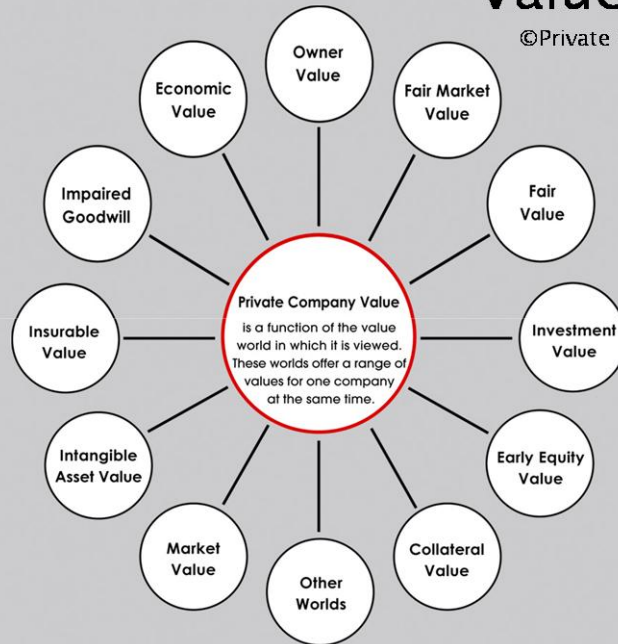 Value
©Private
Owner
Value
Fair Market
Value
Fair
Value
Investment
Value
Early Equity
Value
Collateral
Value
Other
Worlds
Market
Value
Intangible
Asset Value
Insurable
Value
Impaired
Goodwill
Economic
Value
Private Company Value
is a function of the value
world in which it is viewed.
These worlds offer a range of
values for one company
at the same time.